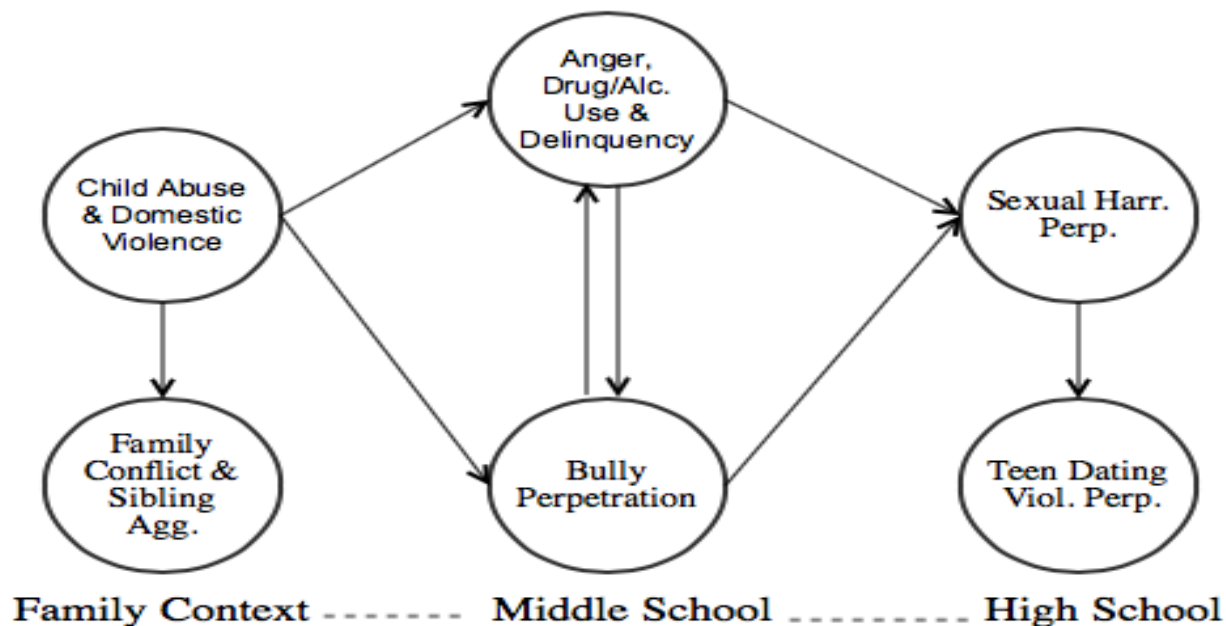 Anger,
Drug/Alc.
Use &
Delinquency
Child Abuse
& Domestic
Violence
Sexual Harr.
Perp.
Family
Conflict &
Sibling
Agg.
Bully
Perpetration
Teen Dating
Viol. Perp.
Family Context Middle School High School